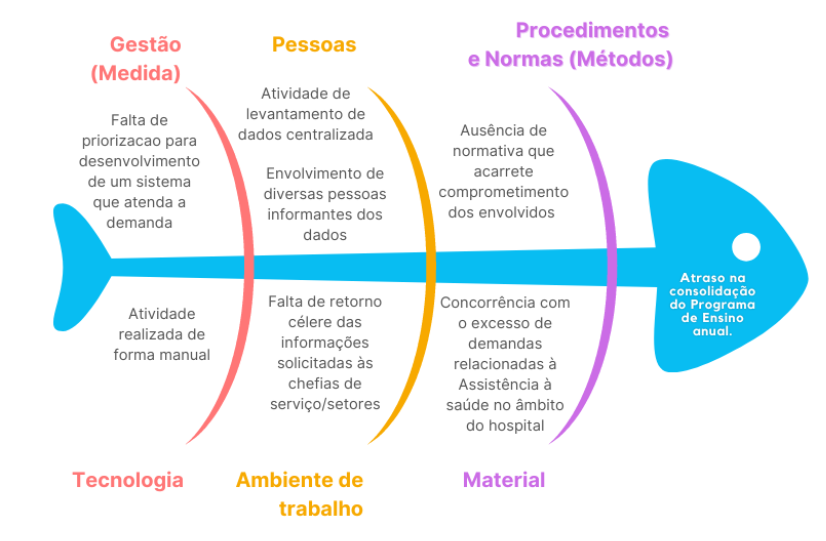 Gestão
(Medida)
Pessoas
Procedimentos
e Normas (Métodos)
Falta de
priorizacao para
desenvolvimento
de um sistema
que atenda a
demanda
Atividade de
levantamento de
dados centralizada
Envolvimento de
diversas pessoas
informantes dos
dados
Ausência de
normativa que
acarrete
comprometimento
dos envolvidos
Atraso na
consolidação
do Programa
de Ensino
anual.
Atividade
realizada de
forma manual
Falta de retorno
célere das
informações
solicitadas às
chefias de
serviço/setores
Concorrência com
o excesso de
demandas
relacionadas à
Assistência à
saúde no âmbito
do hospital
Tecnologia
Ambiente de
trabalho
Material